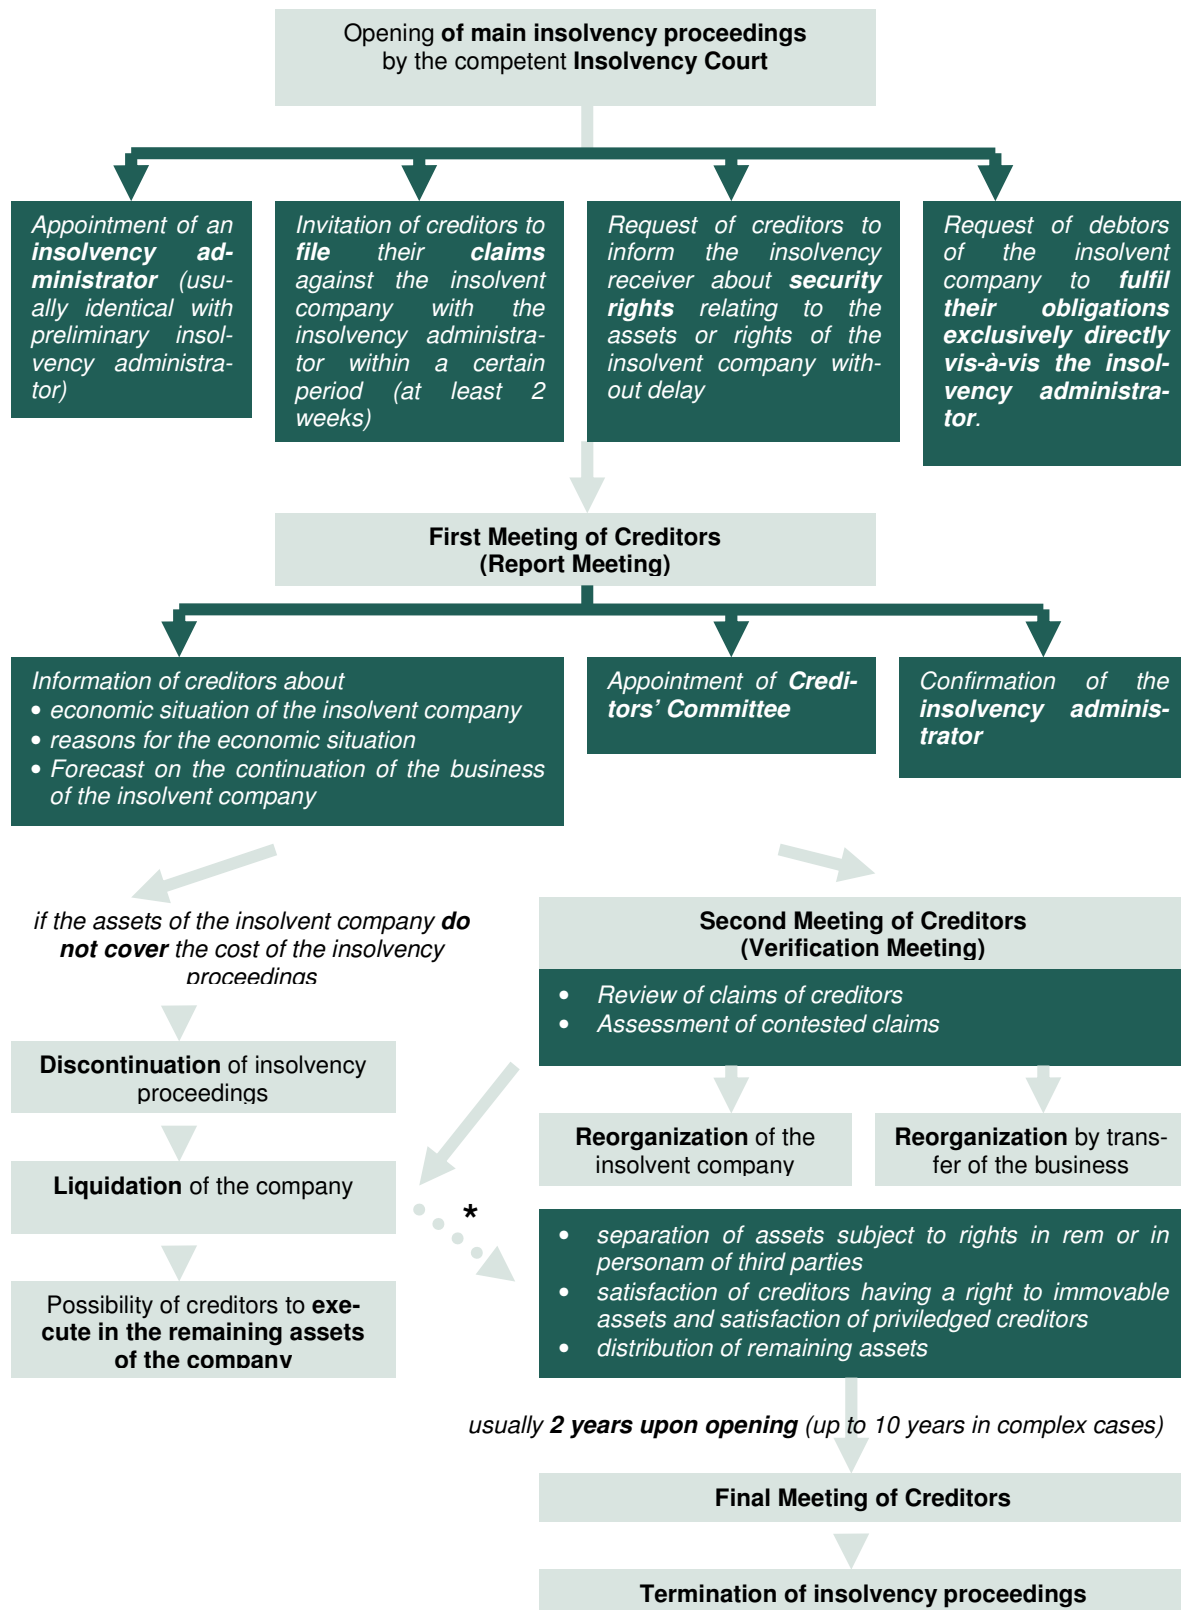 Opening of main insolvency proceedings
by the competent Insolvency Court
Appointment of an
insolvency ad-
ministrator (usu-
ally identical with
preliminary insol-
vency administra-
tor)
Invitation of creditors to
file their claims
against the insolvent
company with the
insolvency administra-
tor within a certain
period (at least 2
weeks)
Request of creditors to
inform the insolvency
receiver about security
rights relating to the
assets or rights of the
insolvent company with-
out delay
Request of debtors
of the insolvent
company to fulfil
their obligations
exclusively directly
vis-à-vis the insol-
vency administra-
tor.
First Meeting of Creditors
(Report Meeting)
Information of creditors about
• economic situation of the insolvent company
• reasons for the economic situation
• Forecast on the continuation of the business
of the insolvent company
Appointment of Credi-
tors' Committee
Confirmation of the
insolvency adminis-
trator
if the assets of the insolvent company do
not cover the cost of the insolvency
proceedings
Discontinuation of insolvency
proceedings
Liquidation of the company
Possibility of creditors to exe-
cute in the remaining assets
of the company
Second Meeting of Creditors
(Verification Meeting)
• Review of claims of creditors
• Assessment of contested claims
Reorganization of the
insolvent company
Reorganization by trans-
fer of the business
*
• separation of assets subject to rights in rem or in
personam of third parties
• satisfaction of creditors having a right to immovable
assets and satisfaction of priviledged creditors
• distribution of remaining assets
usually 2 years upon opening (up to 10 years in complex cases)
Final Meeting of Creditors
Termination of insolvency proceedings